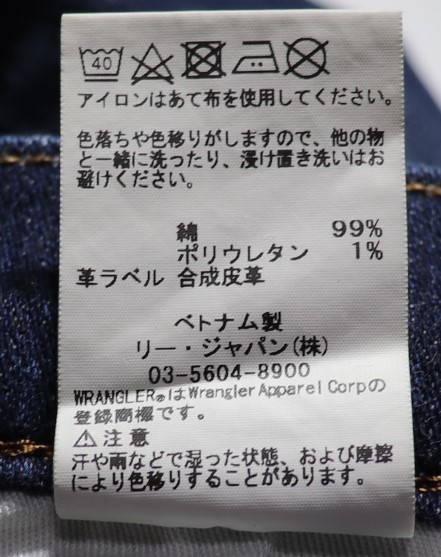 40
アイロンはあて布を使用してください。
色落ちや色移りがしますので、他の物
と一緒に洗ったり、浸け置き洗いはお
避けください。
綿 99%
ポリウレタン 1%
革ラベル 合成皮革
ベトナム製
リー・ジャパン(株)
03-5604-8900
WRANGLER®はWrangler Apparel Corpの
登録商標です。
⚠注意
汗や雨などで湿った状態、および摩擦
により色移りすることがあります。